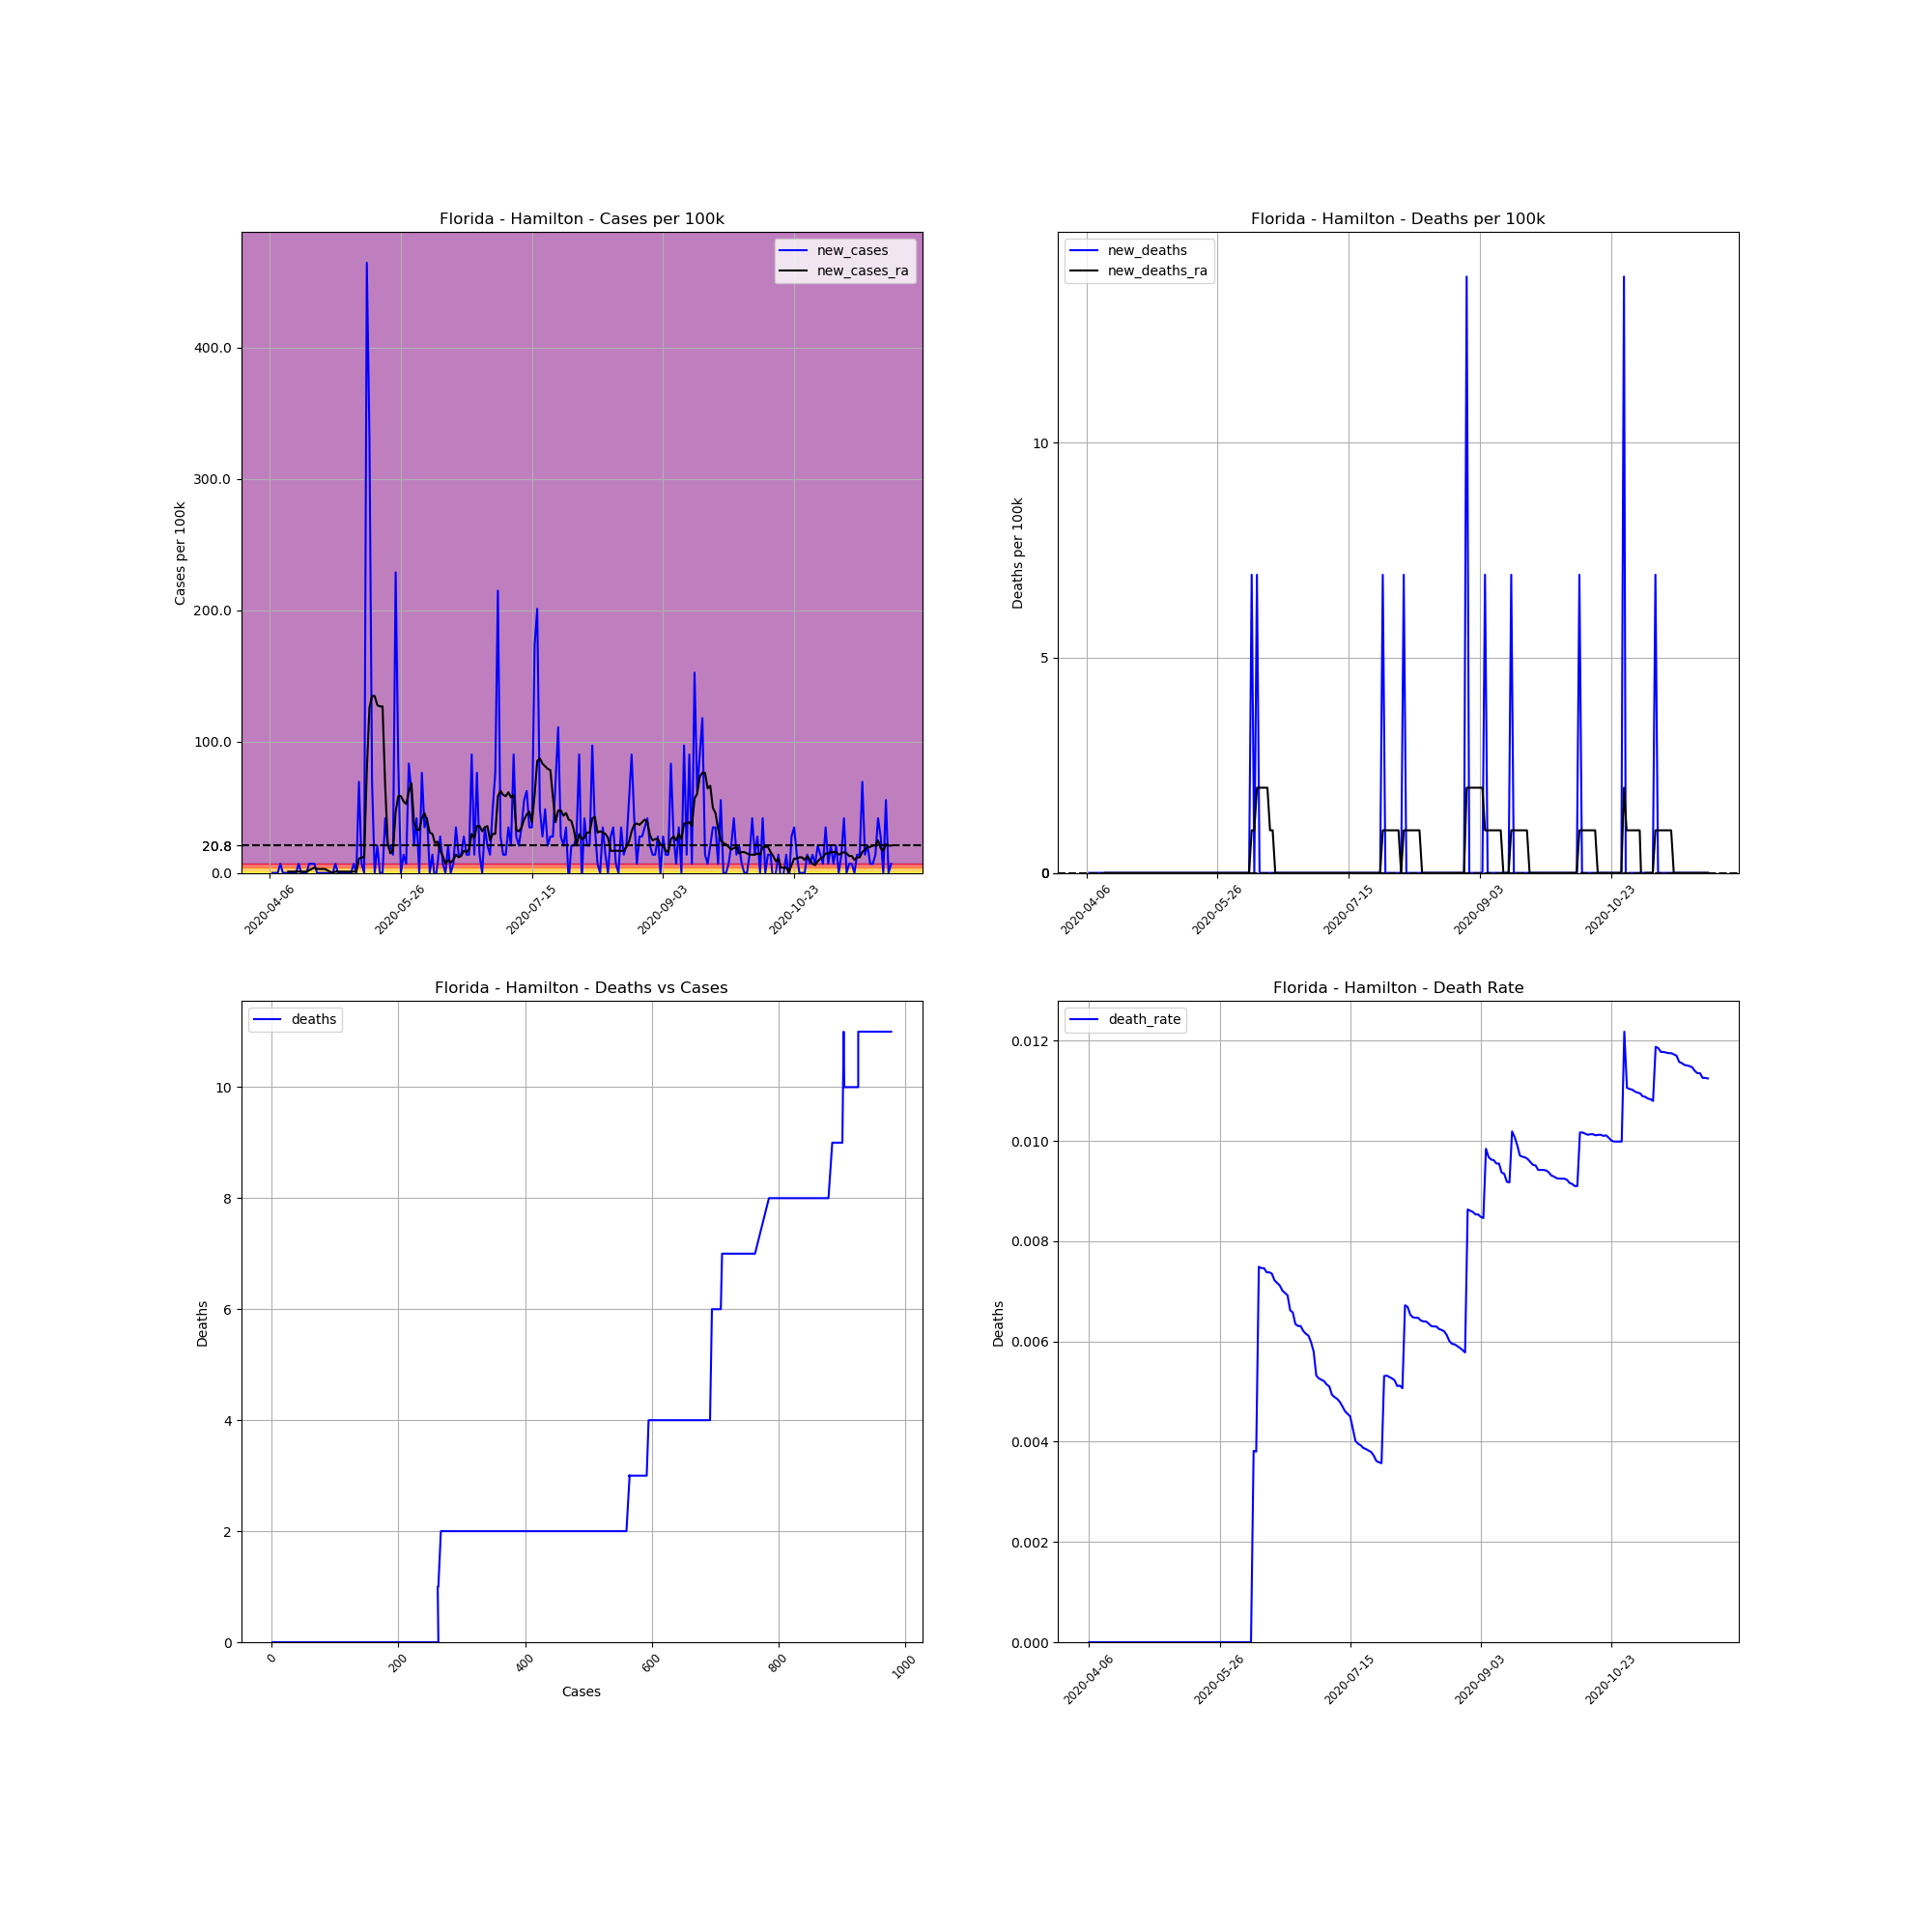 Florida - Hamilton - Cases per 100k
new_cases
new_cases_ra
Cases per 100k
400.0
300.0
200.0
100.0
20.8
0.0
2020-04-06
2020-05-26
2020-07-15
2020-09-03
2020-10-23
Florida - Hamilton - Deaths per 100k
new_deaths
new_deaths_ra
Deaths per 100k
10
5
0
2020-04-06
2020-05-26
2020-07-15
2020-09-03
2020-10-23
Florida - Hamilton - Deaths vs Cases
deaths
Deaths
10
8
6
4
2
0
0
200
400
600
800
1000
Cases
Florida - Hamilton - Death Rate
death_rate
Deaths
0.012
0.010
0.008
0.006
0.004
0.002
0.000
2020-04-06
2020-05-26
2020-07-15
2020-09-03
2020-10-23